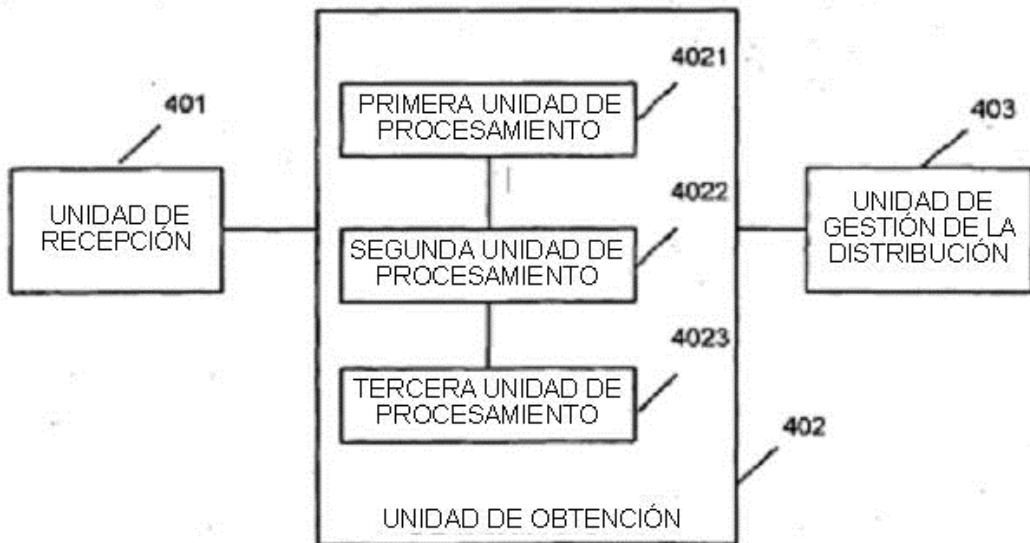 401
UNIDAD DE
RECEPCIÓN
4021
PRIMERA UNIDAD DE
PROCESAMIENTO
4022
SEGUNDA UNIDAD DE
PROCESAMIENTO
4023
TERCERA UNIDAD DE
PROCESAMIENTO
402
UNIDAD DE OBTENCIÓN
403
UNIDAD DE
GESTIÓN DE LA
DISTRIBUCIÓN